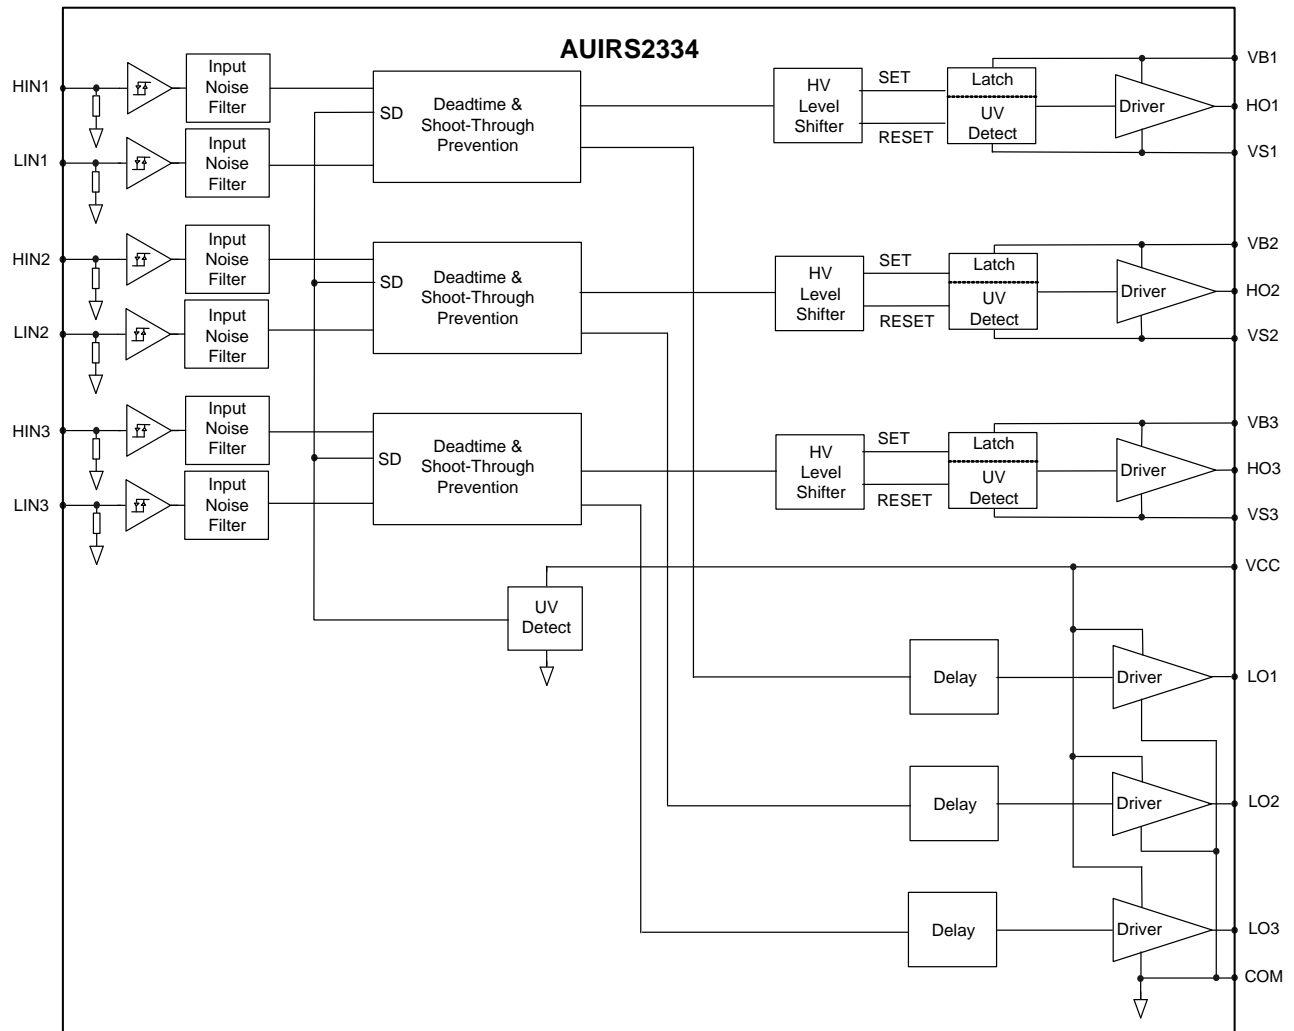 AUIRS2334
HIN1
Input
Noise
Filter
LIN1
Input
Noise
Filter
SD
Deadtime &
Shoot-Through
Prevention
HV
Level
Shifter
SET
RESET
Latch
UV
Detect
Driver
VB1
HO1
VS1
HIN2
Input
Noise
Filter
LIN2
Input
Noise
Filter
SD
Deadtime &
Shoot-Through
Prevention
HV
Level
Shifter
SET
RESET
Latch
UV
Detect
Driver
VB2
HO2
VS2
HIN3
Input
Noise
Filter
LIN3
Input
Noise
Filter
SD
Deadtime &
Shoot-Through
Prevention
HV
Level
Shifter
SET
RESET
Latch
UV
Detect
Driver
VB3
HO3
VS3
VCC
UV
Detect
Delay
Driver
LO1
Delay
Driver
LO2
Delay
Driver
LO3
COM